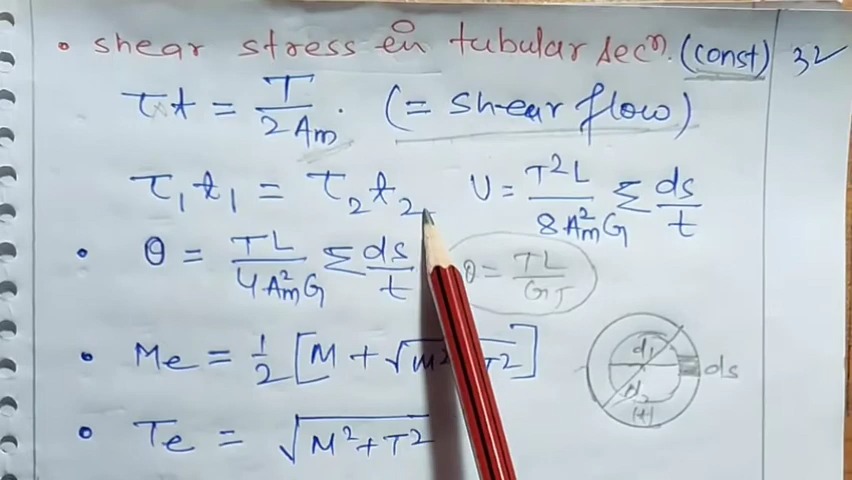 • shear stress in tubular secⁿ. (const) 32
τt = T / 2Am. (= shear flow)
τ₁t₁ = τ₂t₂ U = T²L / 8Am²G Σ ds/t
• θ = TL / 4Am²G Σ ds/t θ = TL / GJ
• Me = 1/2 [M + √M² T²]
d₁ ds
d₂
• Te = √M²+T²